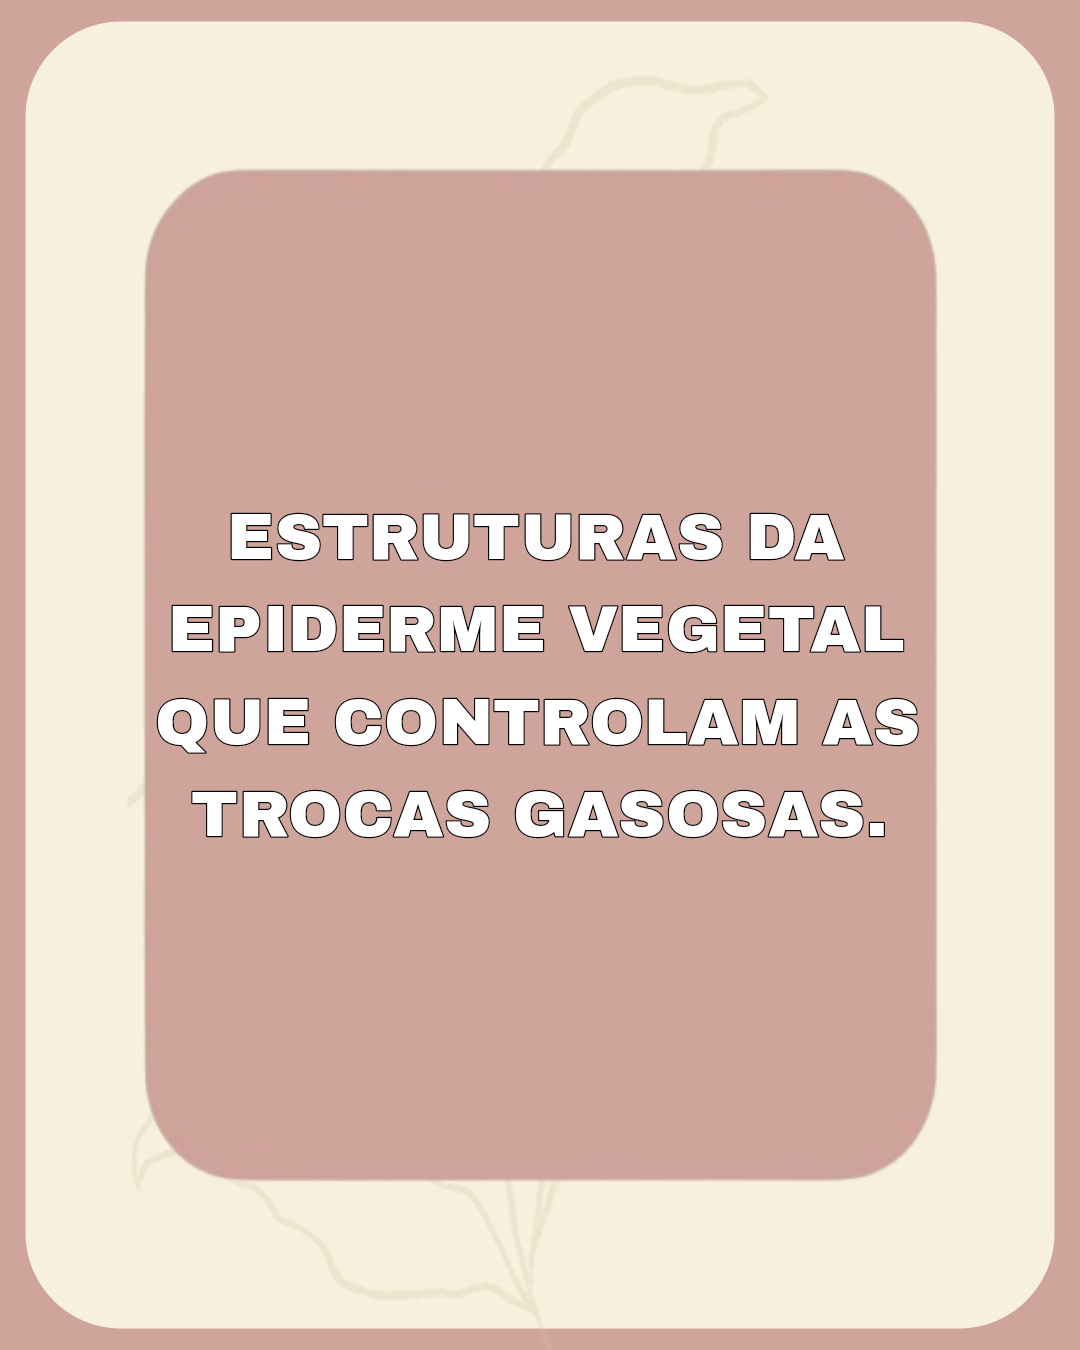 ESTRUTURAS DA
EPIDERME VEGETAL
QUE CONTROLAM AS
TROCAS GASOSAS.